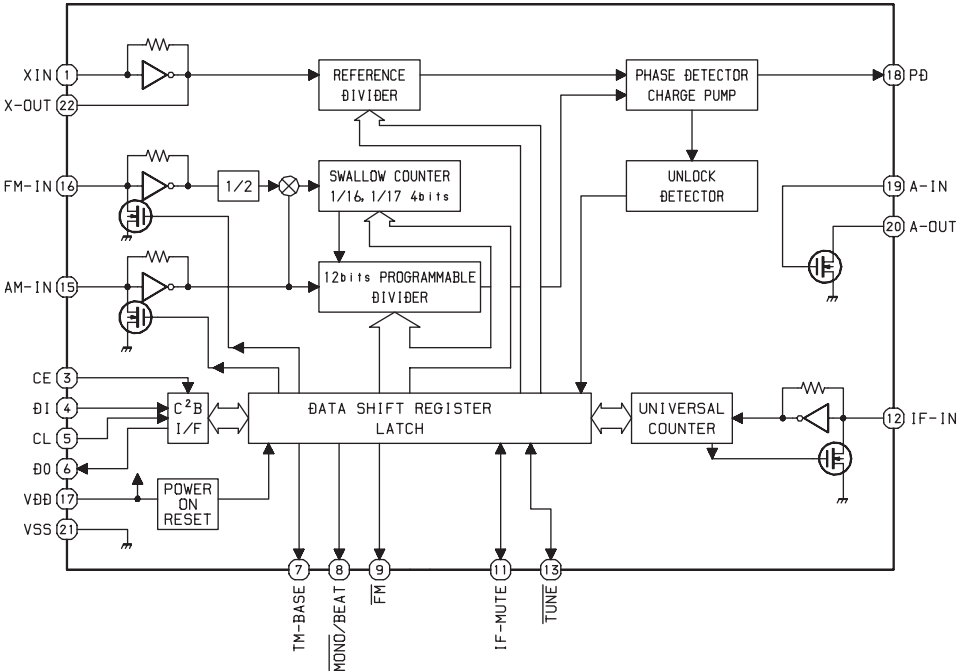 XIN 1
X-OUT 22
REFERENCE
DIVIDER
PHASE DETECTOR
CHARGE PUMP
18 PD
FM-IN 16
1/2
SWALLOW COUNTER
1/16, 1/17 4bits
UNLOCK
DETECTOR
19 A-IN
20 A-OUT
AM-IN 15
12bits PROGRAMMABLE
DIVIDER
CE 3
DI 4
CL 5
DO 6
VDD 17
VSS 21
C²B
I/F
DATA SHIFT REGISTER
LATCH
UNIVERSAL
COUNTER
12 IF-IN
POWER
ON
RESET
7
8
9
11
13
TM-BASE
MONO/BEAT
FM
IF-MUTE
TUNE